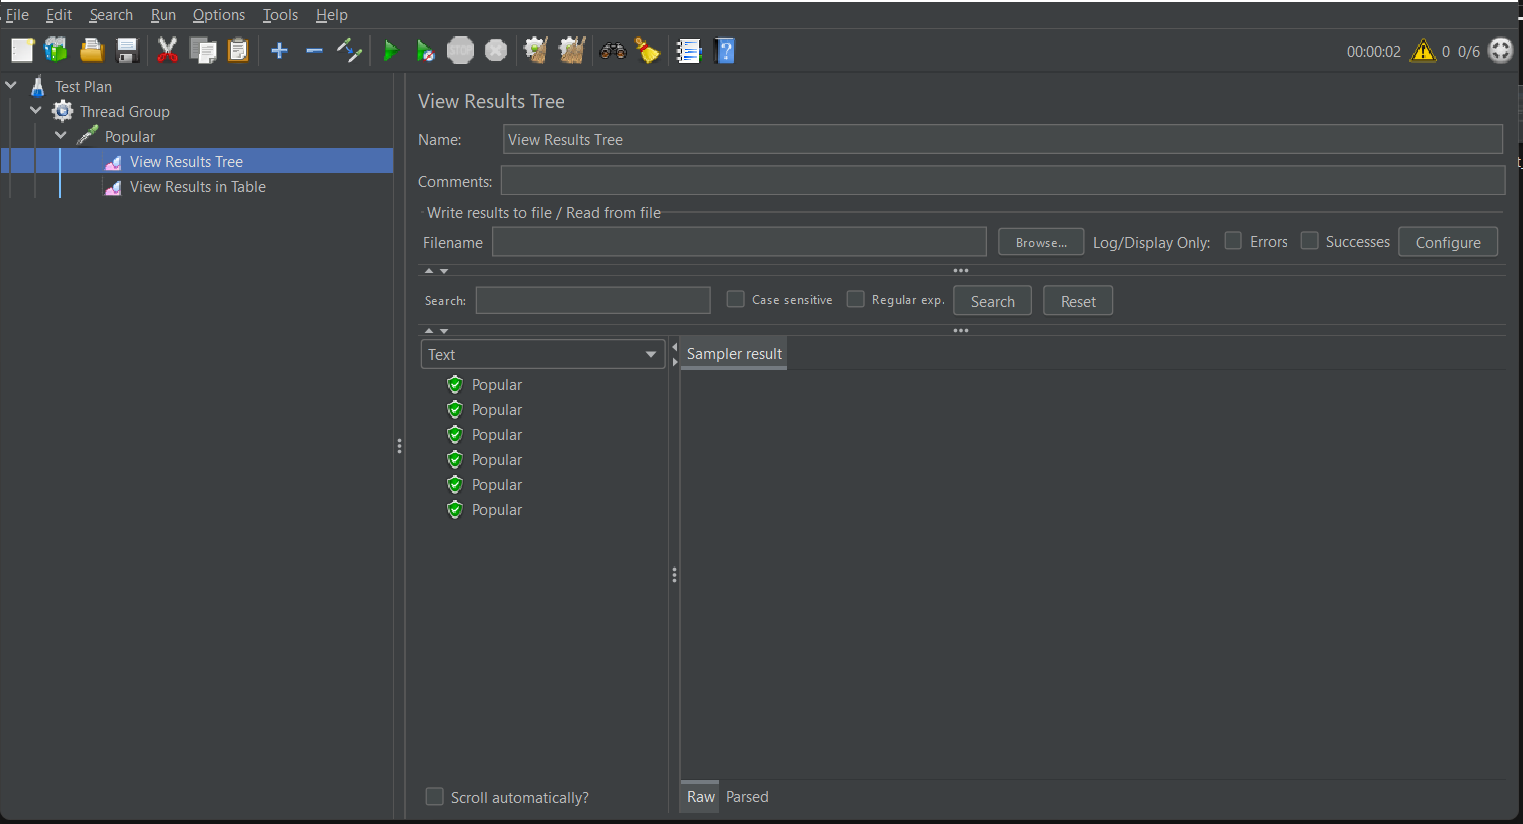 File Edit Search Run Options Tools Help
STOP
00:00:02 0 0/6
Test Plan
Thread Group
Popular
View Results Tree
View Results in Table
View Results Tree
Name: View Results Tree
Comments:
Write results to file / Read from file
Filename Browse... Log/Display Only: Errors Successes Configure
Search: Case sensitive Regular exp. Search Reset
Text
Popular
Popular
Popular
Popular
Popular
Popular
Scroll automatically?
Sampler result
Raw Parsed